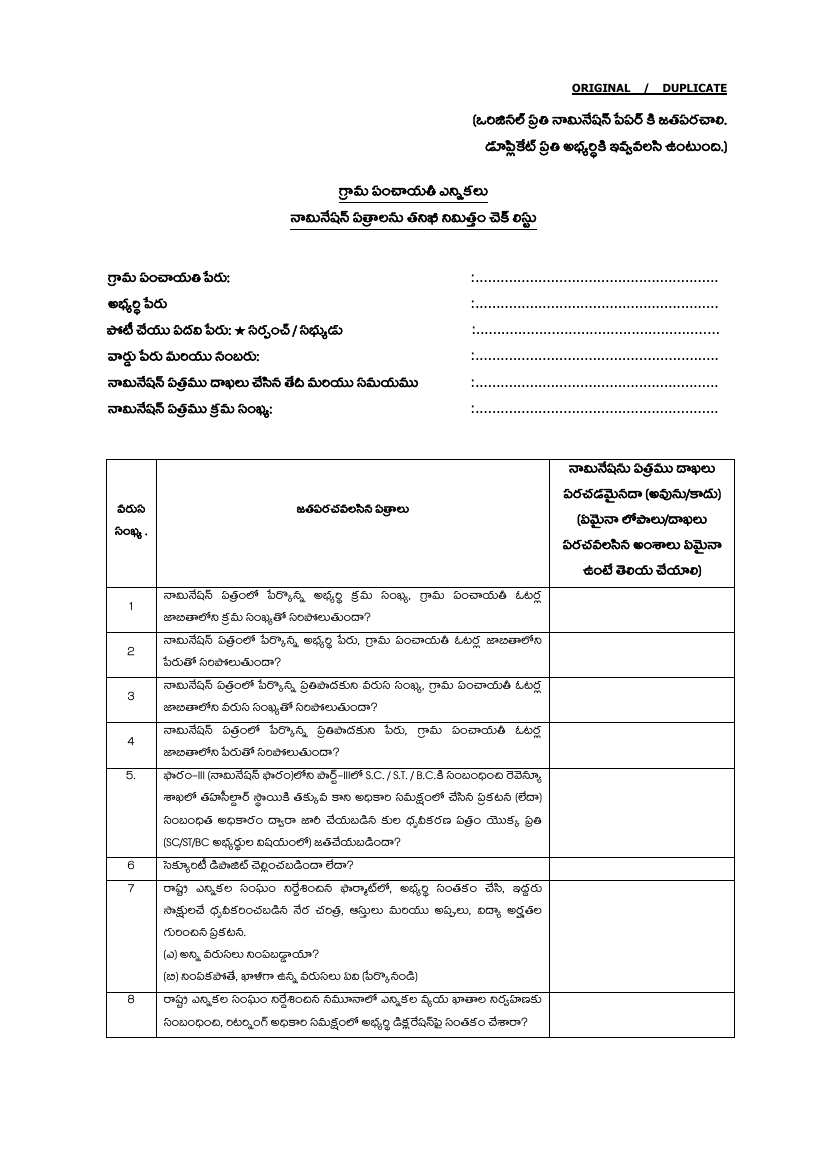 ORIGINAL / DUPLICATE
(ఒరిజినల్ ప్రతి నామినేషన్ పేపర్ కి జతపరచాలి.
డూప్లికేట్ ప్రతి అభ్యర్థికి ఇవ్వవలసి ఉంటుంది.)
గ్రామ పంచాయతీ ఎన్నికలు
నామినేషన్ పత్రాలను తనిఖీ నిమిత్తం చెక్ లిస్టు
గ్రామ పంచాయతి పేరు: :..........................................................
అభ్యర్థి పేరు :..........................................................
పోటీ చేయు పదవి పేరు: ★ సర్పంచ్ / సభ్యుడు :..........................................................
వార్డు పేరు మరియు నంబరు: :..........................................................
నామినేషన్ పత్రము దాఖలు చేసిన తేది మరియు సమయము :..........................................................
నామినేషన్ పత్రము క్రమ సంఖ్య: :..........................................................
వరుస
సంఖ్య .
జతపరచవలసిన పత్రాలు
నామినేషను పత్రము దాఖలు
పరచడమైనదా (అవును/కాదు)
(ఏమైనా లోపాలు/దాఖలు
పరచవలసిన అంశాలు ఏమైనా
ఉంటే తెలియ చేయాలి)
1
నామినేషన్ పత్రంలో పేర్కొన్న అభ్యర్థి క్రమ సంఖ్య, గ్రామ పంచాయతీ ఓటర్ల
జాబితాలోని క్రమ సంఖ్యతో సరిపోలుతుందా?
2
నామినేషన్ పత్రంలో పేర్కొన్న అభ్యర్థి పేరు, గ్రామ పంచాయతీ ఓటర్ల జాబితాలోని
పేరుతో సరిపోలుతుందా?
3
నామినేషన్ పత్రంలో పేర్కొన్న ప్రతిపాదకుని వరుస సంఖ్య, గ్రామ పంచాయతీ ఓటర్ల
జాబితాలోని వరుస సంఖ్యతో సరిపోలుతుందా?
4
నామినేషన్ పత్రంలో పేర్కొన్న ప్రతిపాదకుని పేరు, గ్రామ పంచాయతీ ఓటర్ల
జాబితాలోని పేరుతో సరిపోలుతుందా?
5.
ఫారం-III (నామినేషన్ ఫారం)లోని పార్ట్-IIIలో S.C. / S.T. / B.C.కి సంబంధించి రెవెన్యూ
శాఖలో తహసీల్దార్ స్థాయికి తక్కువ కాని అధికారి సమక్షంలో చేసిన ప్రకటన (లేదా)
సంబంధిత అధికారం ద్వారా జారీ చేయబడిన కుల ధృవీకరణ పత్రం యొక్క ప్రతి
(SC/ST/BC అభ్యర్థుల విషయంలో) జతచేయబడిందా?
6
సెక్యూరిటీ డిపాజిట్ చెల్లించబడిందా లేదా?
7
రాష్ట్ర ఎన్నికల సంఘం నిర్దేశించిన ఫార్మాట్‌లో, అభ్యర్థి సంతకం చేసి, ఇద్దరు
సాక్షులచే ధృవీకరించబడిన నేర చరిత్ర, ఆస్తులు మరియు అప్పులు, విద్యా అర్హతల
గురించిన ప్రకటన.
(ఎ) అన్ని వరుసలు నింపబడ్డాయా?
(బి) నింపకపోతే, ఖాళీగా ఉన్న వరుసలు ఏవి (పేర్కొనండి)
8
రాష్ట్ర ఎన్నికల సంఘం నిర్దేశించిన నమూనాలో ఎన్నికల వ్యయ ఖాతాల నిర్వహణకు
సంబంధించి, రిటర్నింగ్ అధికారి సమక్షంలో అభ్యర్థి డిక్లరేషన్‌పై సంతకం చేశారా?